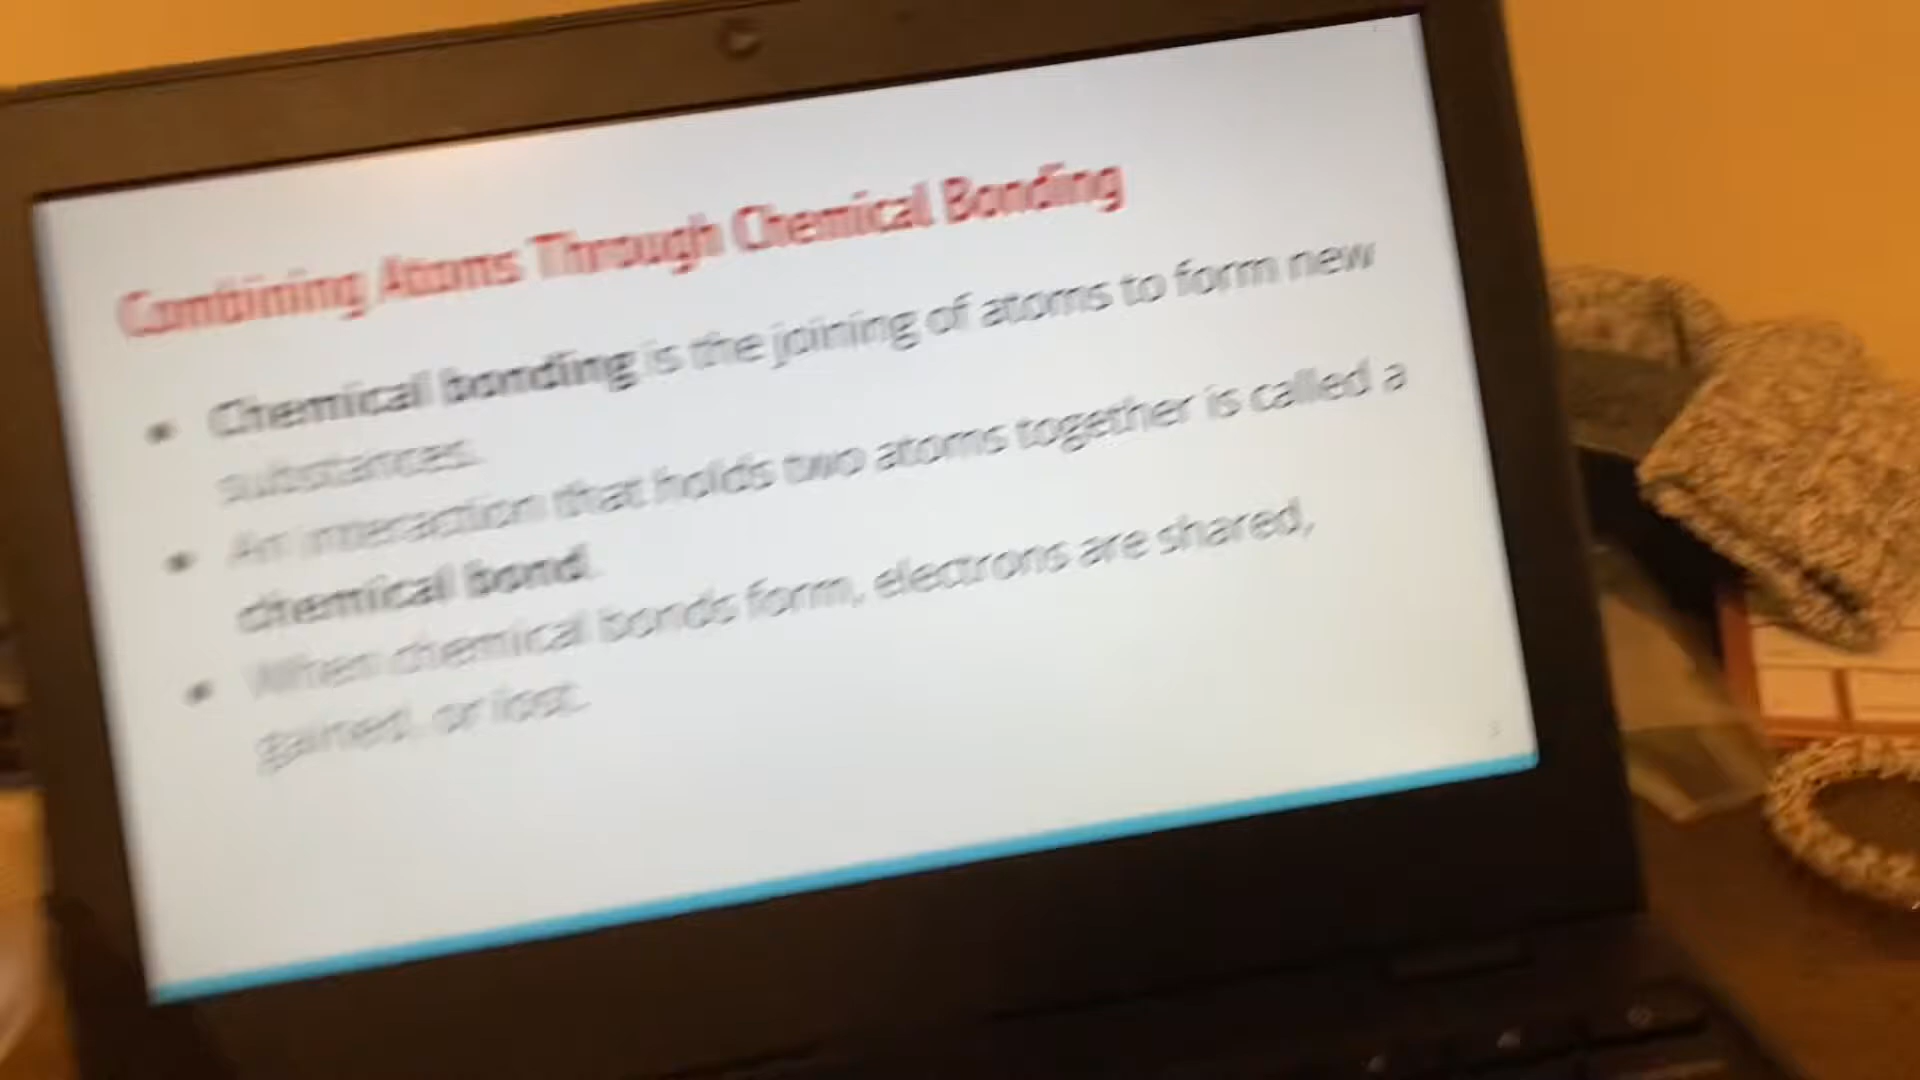 Combining Atoms Through Chemical Bonding
• Chemical bonding is the joining of atoms to form new
substances.
• An interaction that holds two atoms together is called a
chemical bond.
• When chemical bonds form, electrons are shared,
gained, or lost.